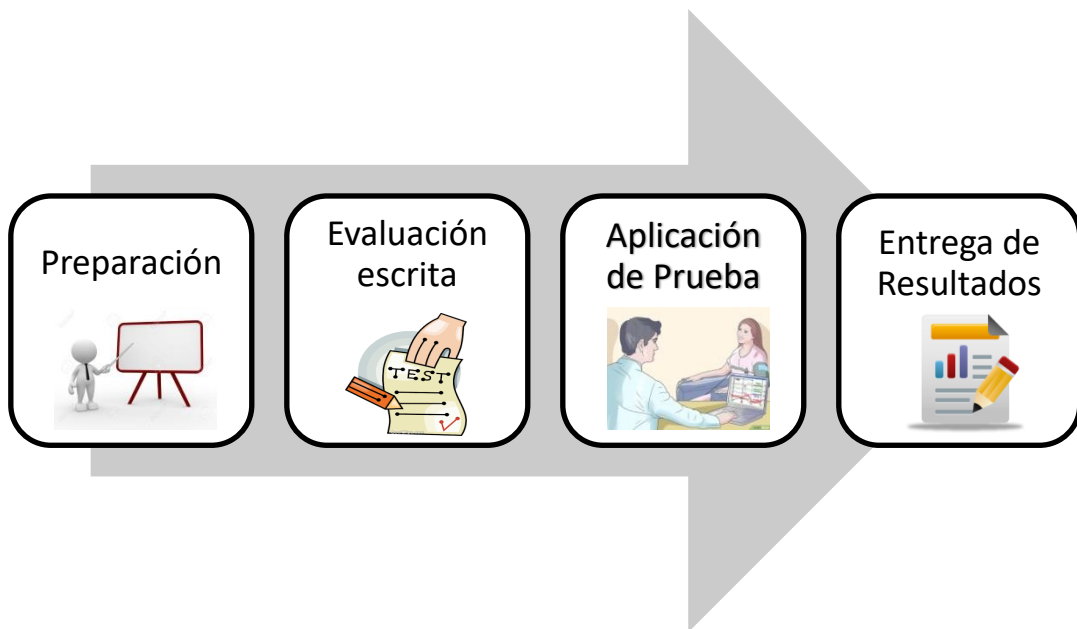 Preparación
Evaluación
escrita
TEST
Aplicación
de Prueba
Entrega de
Resultados